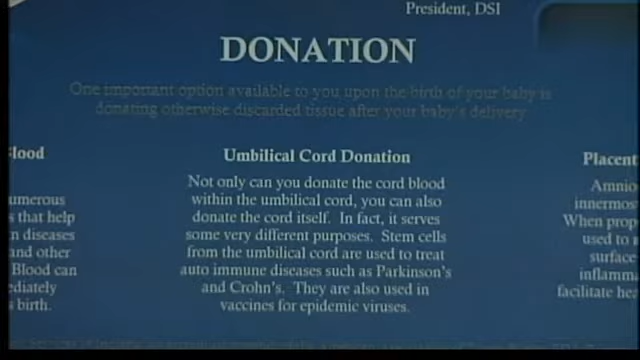 President, DSI
DONATION
One important option available to you upon the birth of your baby is
donating otherwise discarded tissue after your baby's delivery
lood
Umbilical Cord Donation
Placent
Not only can you donate the cord blood
within the umbilical cord, you can also
donate the cord itself. In fact, it serves
some very different purposes. Stem cells
from the umbilical cord are used to treat
auto immune diseases such as Parkinson's
and Crohn's. They are also used in
vaccines for epidemic viruses.
umerous
s that help
n diseases
and other
Blood can
ediately
birth.
Amnio
innermos
When prop
used to
surface
inflamm
facilitate hea